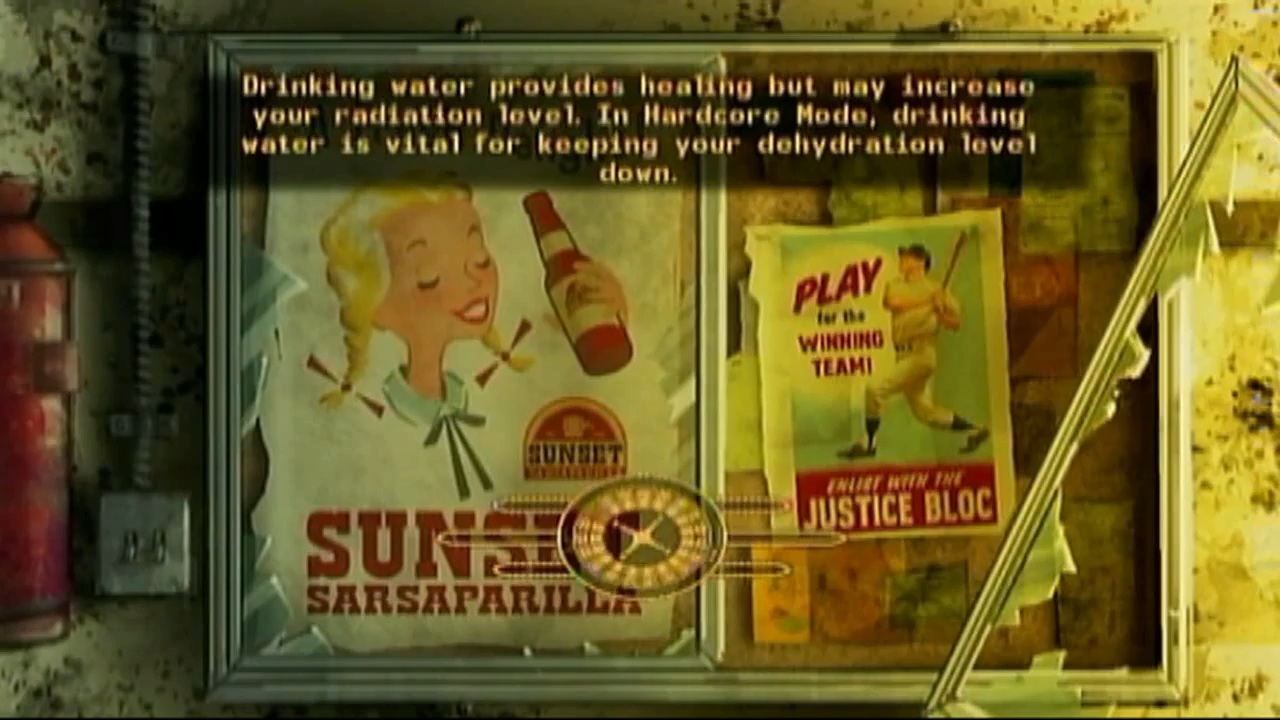 Drinking water provides healing but may increase
your radiation level. In Hardcore Mode, drinking
water is vital for keeping your dehydration level
down.
PLAY
for the
WINNING
TEAM!
SUNSET
ENLIST WITH THE
JUSTICE BLOC
SUNSE
SARSAPARILLA